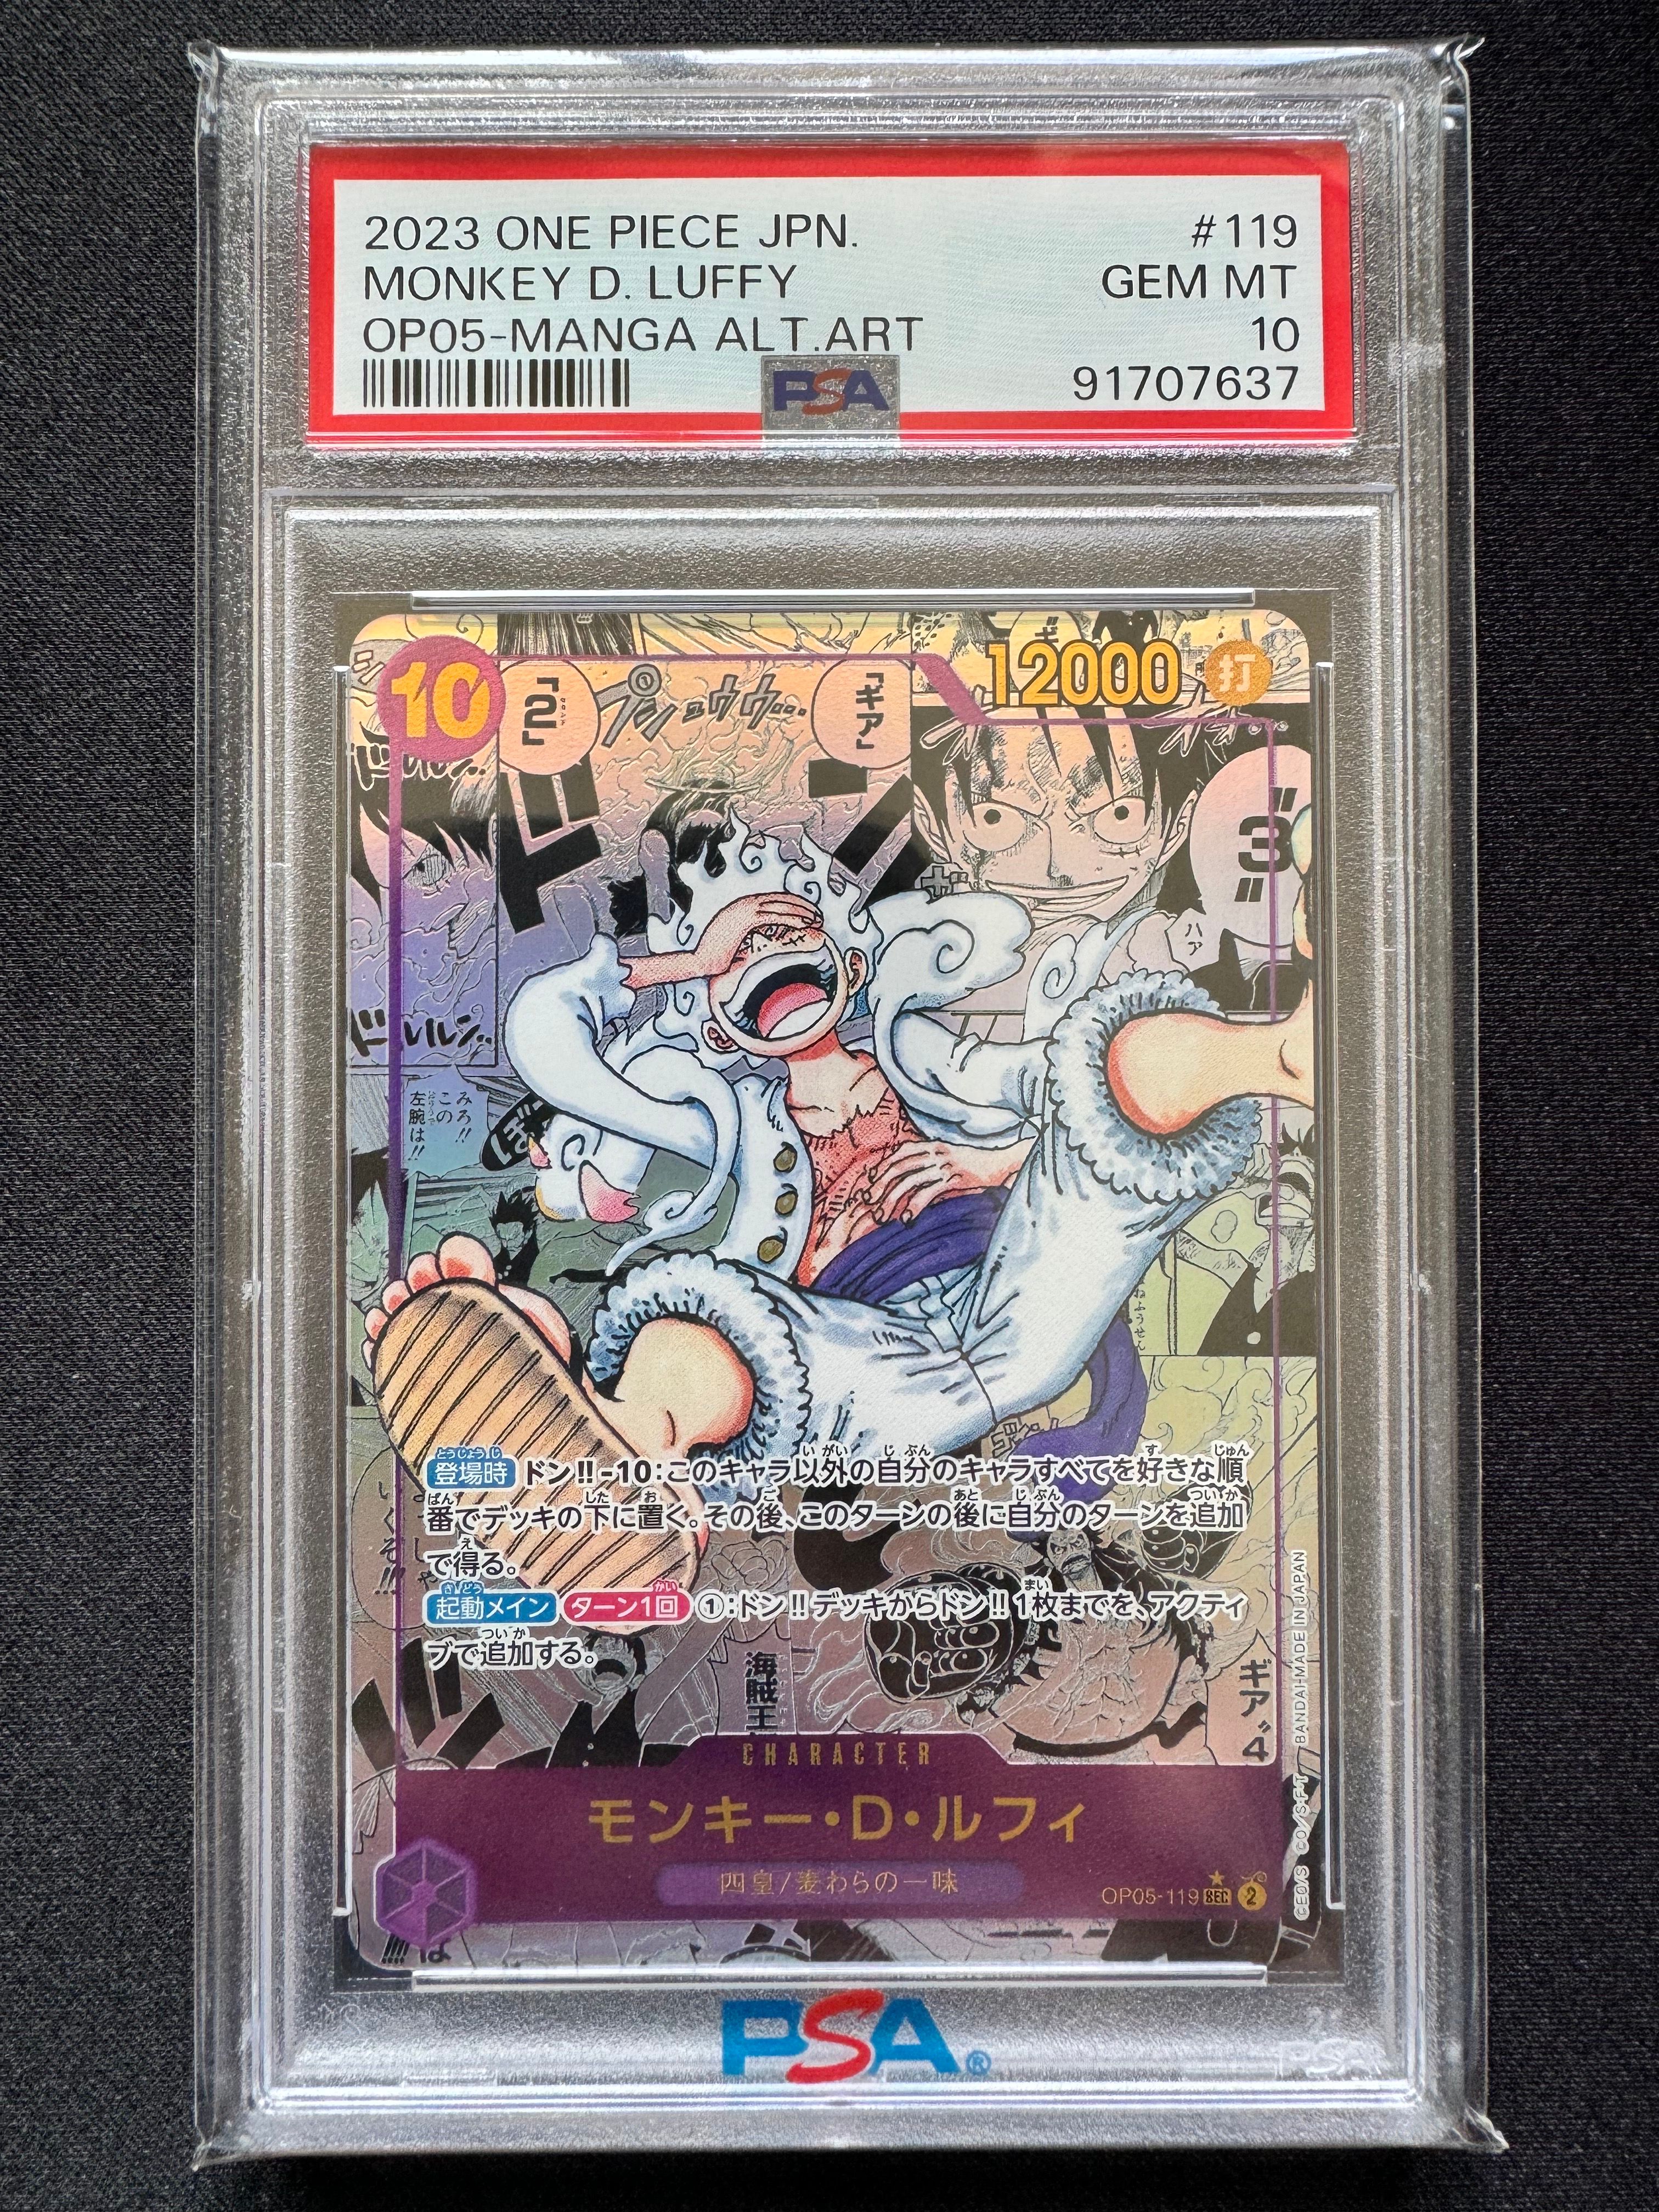 2023 ONE PIECE JPN. #119
MONKEY D. LUFFY GEM MT
OP05-MANGA ALT.ART 10
PSA 91707637
10
12000 打
「2」
プシュウウ…
「ギア」
ドン
"3"
ハァ
ドルルン..
みろ!!
この
左腕は!!
登場時 ドン!!-10:このキャラ以外の自分のキャラすべてを好きな順
番でデッキの下に置く。その後、このターンの後に自分のターンを追加
で得る。
起動メイン ターン1回 ①:ドン!!デッキからドン!!1枚までを、アクティ
ブで追加する。
海賊王
ギア"4
CHARACTER
モンキー・D・ルフィ
四皇/麦わらの一味
OP05-119 SEC 2
©EO/S ©O/S·F·T BANDAI·MADE IN JAPAN
PSA®